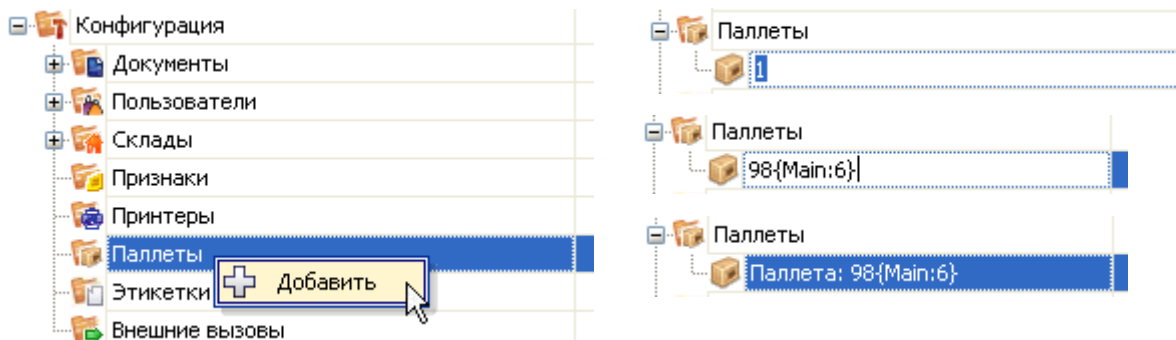 Конфигурация
Документы
Пользователи
Склады
Признаки
Принтеры
Паллеты
Добавить
Этикетки
Внешние вызовы
Паллеты
1
Паллеты
98{Main:6}
Паллеты
Паллета: 98{Main:6}